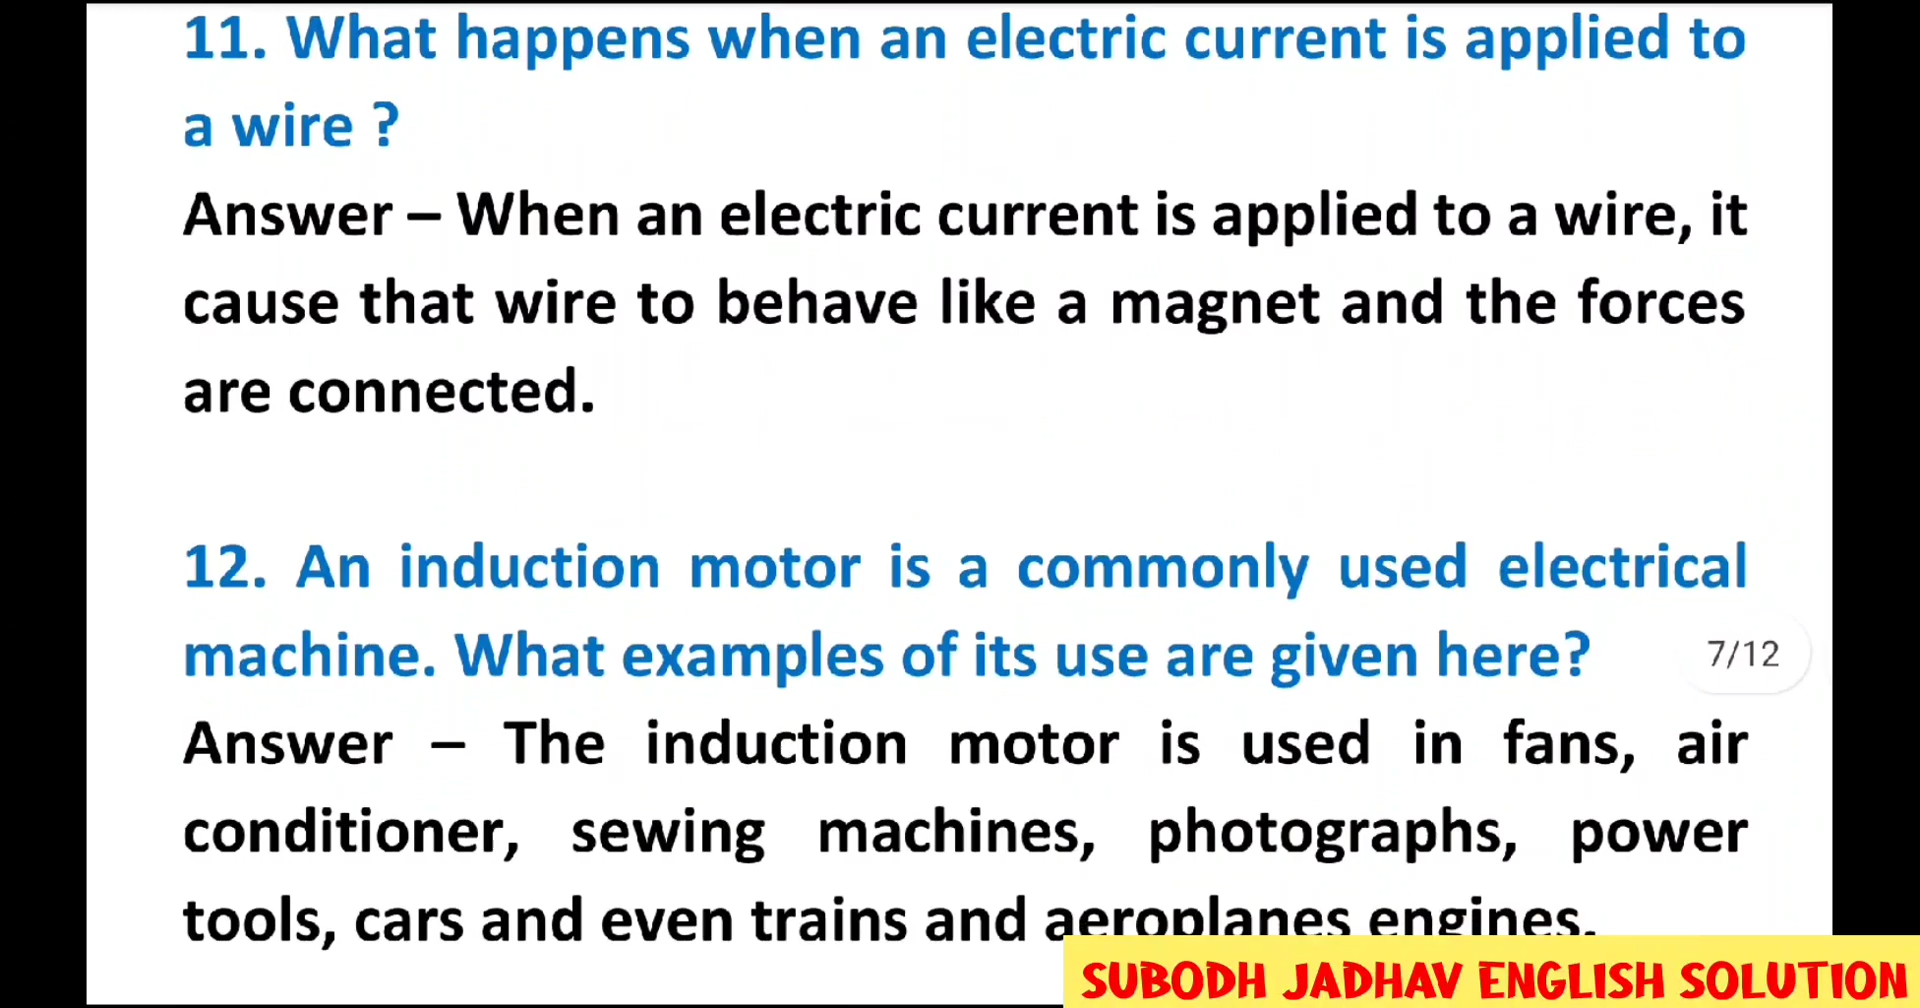 11. What happens when an electric current is applied to
a wire ?
Answer – When an electric current is applied to a wire, it
cause that wire to behave like a magnet and the forces
are connected.
12. An induction motor is a commonly used electrical
machine. What examples of its use are given here?
7/12
Answer – The induction motor is used in fans, air
conditioner, sewing machines, photographs, power
tools, cars and even trains and aeroplanes engines.
SUBODH JADHAV ENGLISH SOLUTION